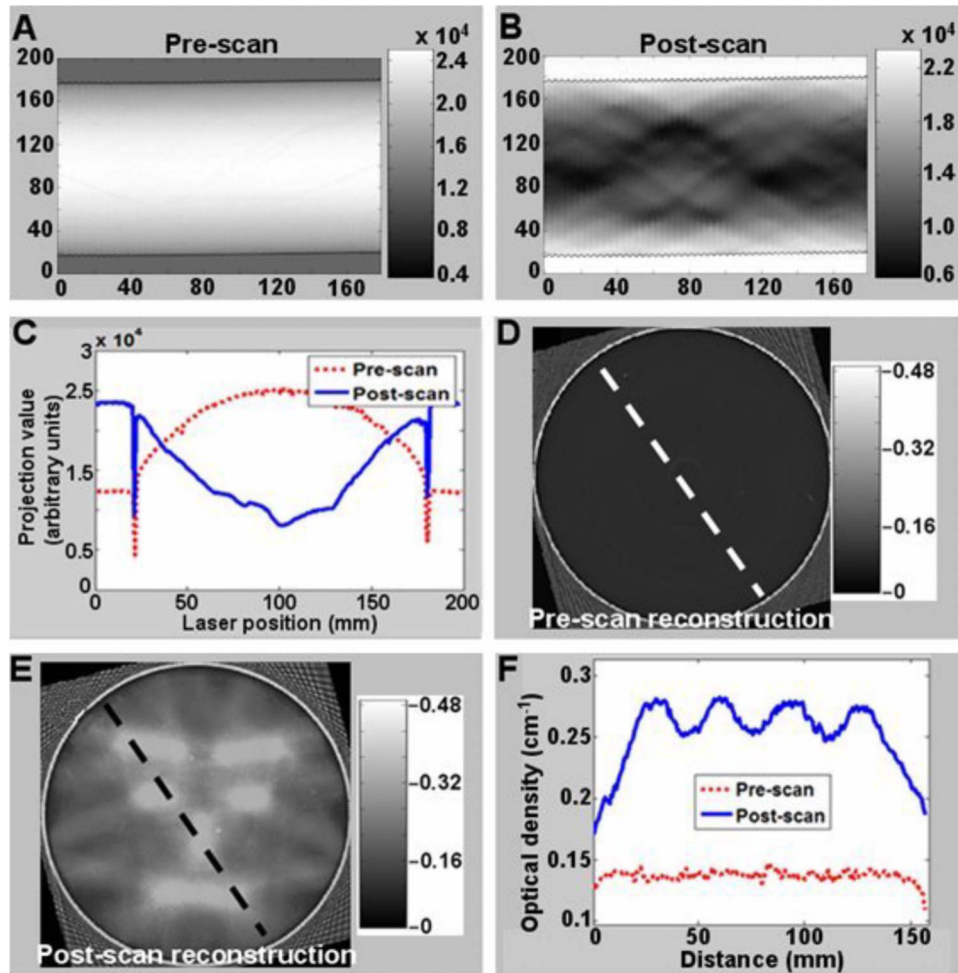 A
Pre-scan
x 10⁴
200
160
120
80
40
0
0 40 80 120 160
2.4
2.0
1.6
1.2
0.8
0.4
B
Post-scan
x 10⁴
200
160
120
80
40
0
0 40 80 120 160
2.2
1.8
1.4
1.0
0.6
C
x 10⁴
3
2.5
1.5
0.5
0
0 50 100 150 200
Projection value
(arbitrary units)
Laser position (mm)
Pre-scan
Post-scan
D
Pre-scan reconstruction
-0.48
-0.32
-0.16
-0
E
Post-scan reconstruction
-0.48
-0.32
-0.16
-0
F
0.3
0.25
0.2
0.15
0.1
0 50 100 150
Optical density (cm⁻¹)
Distance (mm)
Pre-scan
Post-scan